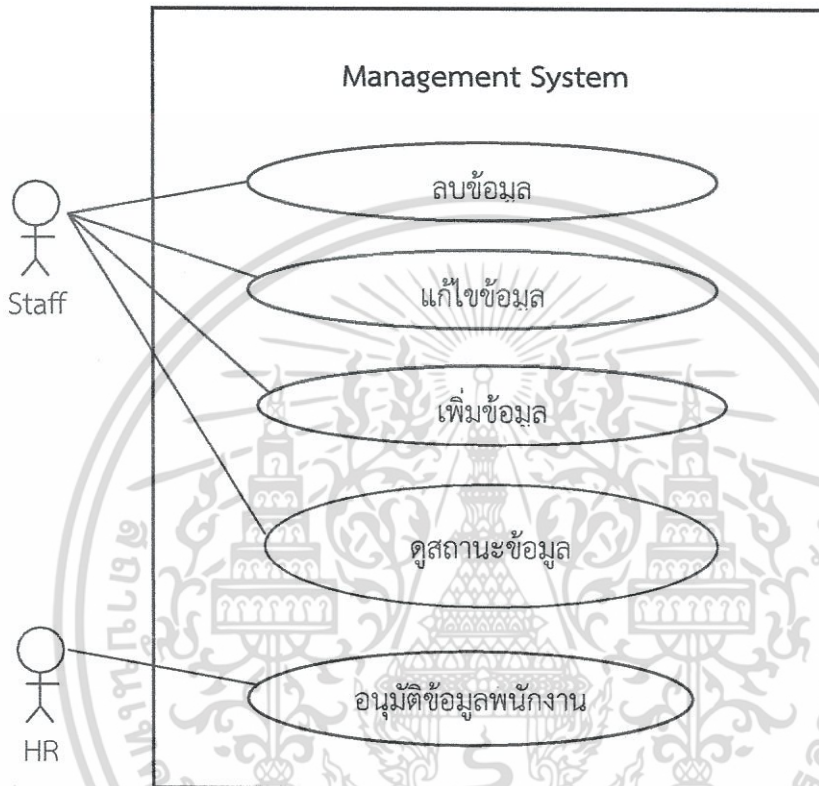 Management System
ลบข้อมูล
Staff
แก้ไขข้อมูล
เพิ่มข้อมูล
ดูสถานะข้อมูล
HR
อนุมัติข้อมูลพนักงาน